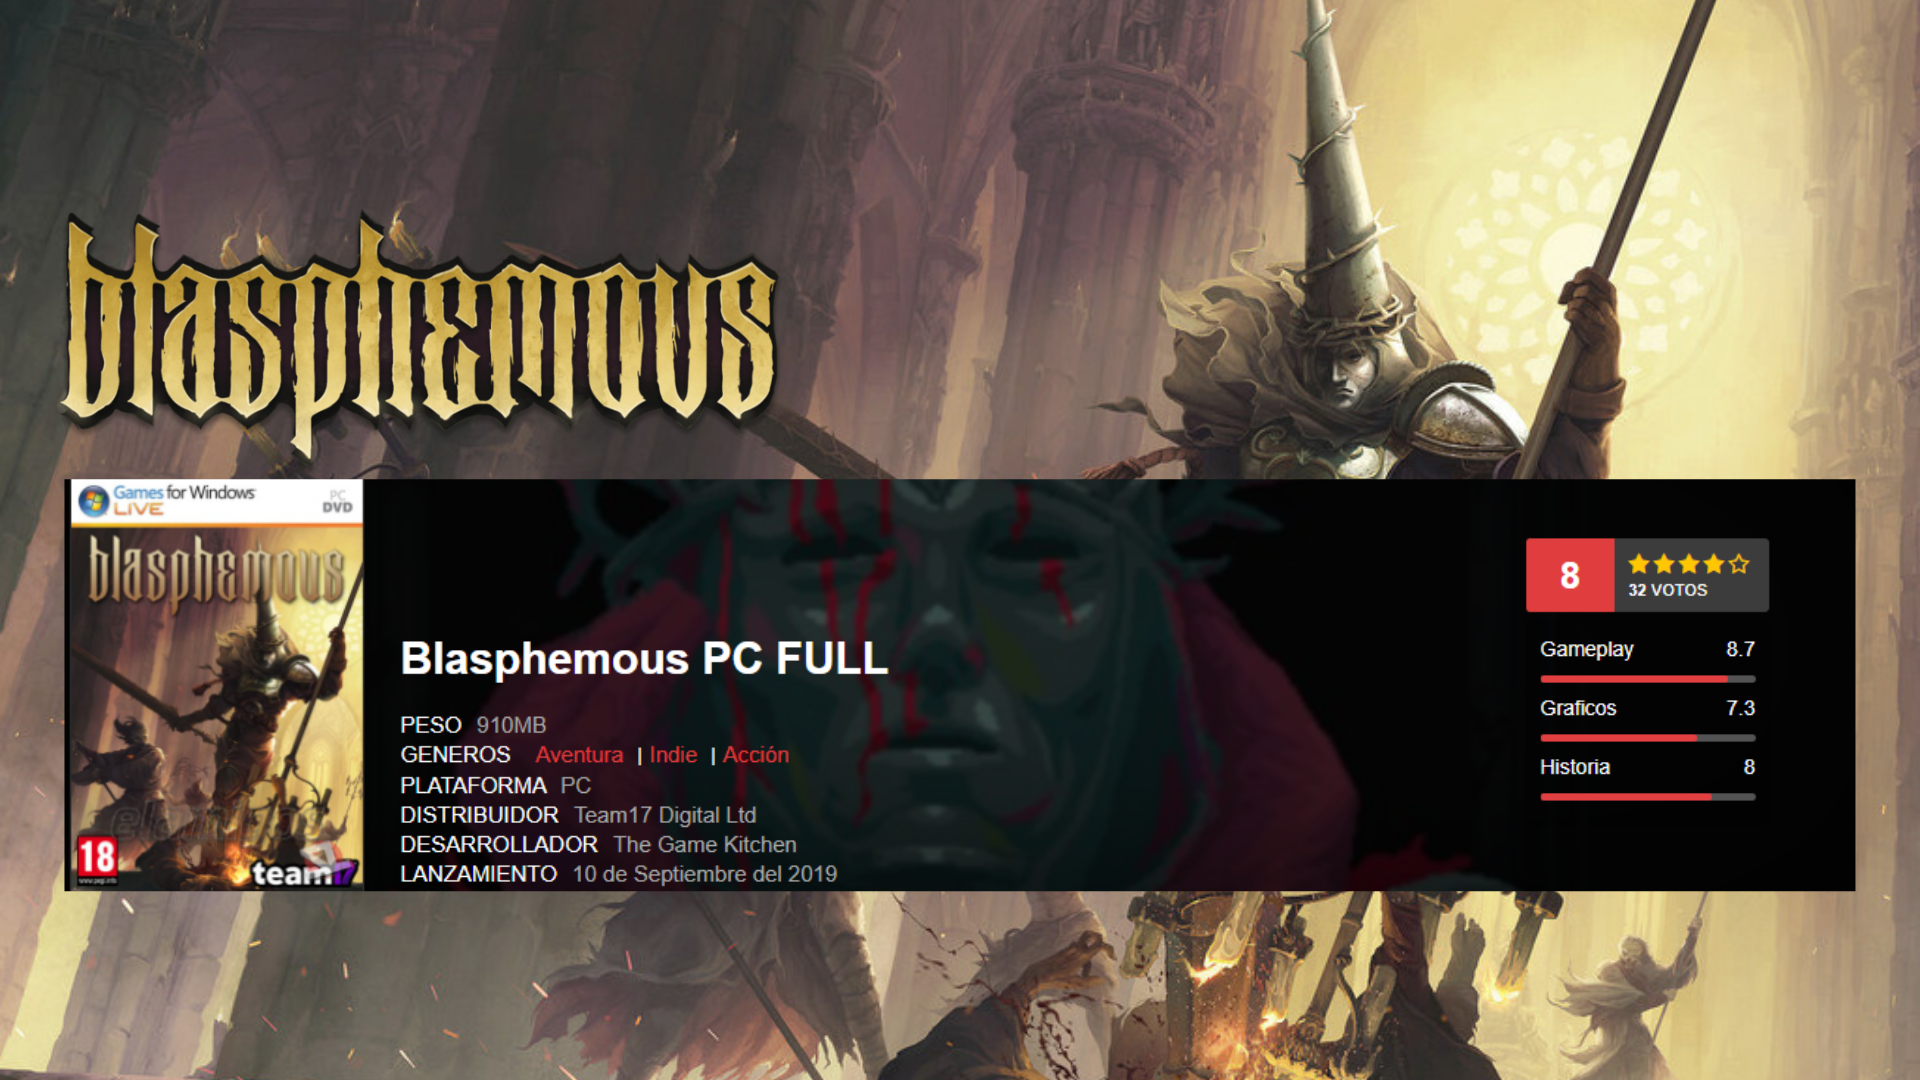 blasphemous
Games for Windows
LIVE
PC
DVD
blasphemous
18
team17
Blasphemous PC FULL
PESO 910MB
GENEROS Aventura | Indie | Acción
PLATAFORMA PC
DISTRIBUIDOR Team17 Digital Ltd
DESARROLLADOR The Game Kitchen
LANZAMIENTO 10 de Septiembre del 2019
8
32 VOTOS
Gameplay 8.7
Graficos 7.3
Historia 8